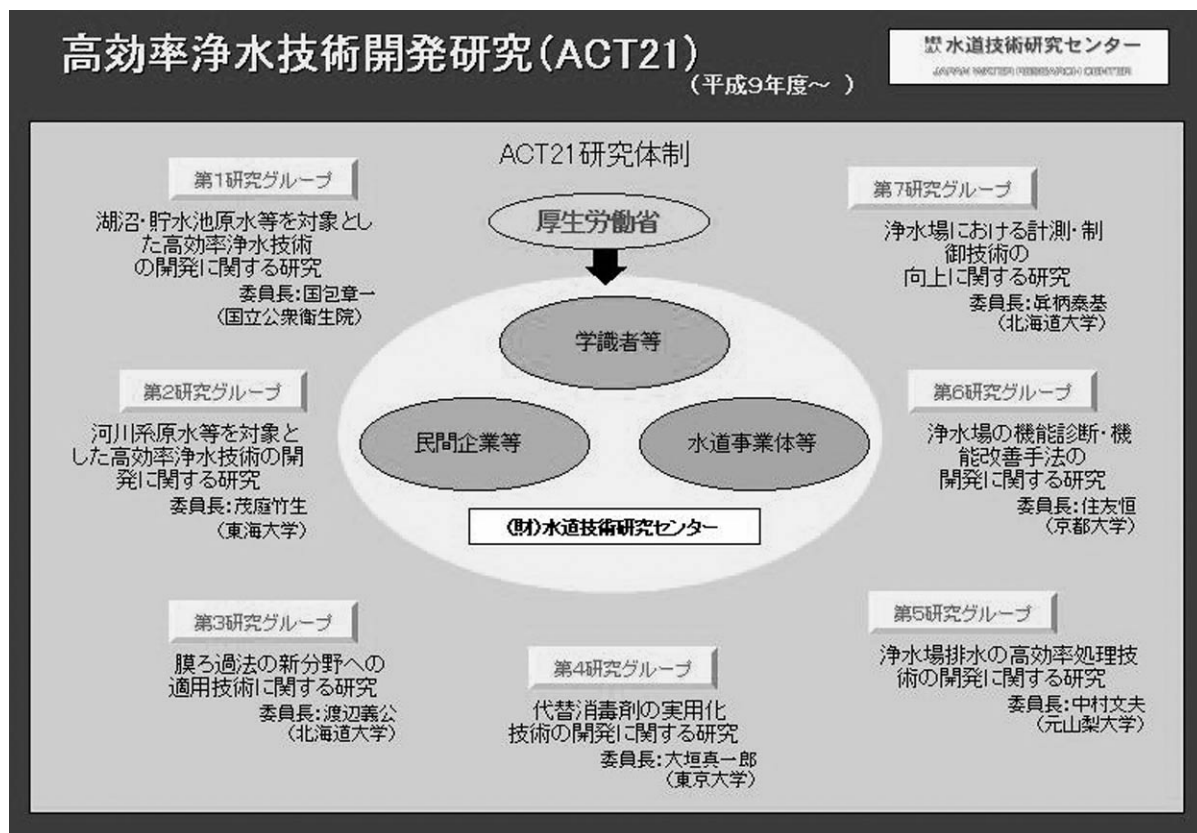 高効率浄水技術開発研究(ACT21)
(平成9年度～ )
財団法人 水道技術研究センター
JAPAN WATER RESEARCH CENTER
ACT21研究体制
厚生労働省
学識者等
民間企業等
水道事業体等
(財)水道技術研究センター
第1研究グループ
湖沼・貯水池原水等を対象とし
た高効率浄水技術
の開発に関する研究
委員長:国包章一
(国立公衆衛生院)
第2研究グループ
河川系原水等を対象と
した高効率浄水技術の開
発に関する研究
委員長:茂庭竹生
(東海大学)
第3研究グループ
膜ろ過法の新分野への
適用技術に関する研究
委員長:渡辺義公
(北海道大学)
第4研究グループ
代替消毒剤の実用化
技術の開発に関する研究
委員長:大垣真一郎
(東京大学)
第5研究グループ
浄水場排水の高効率処理技
術の開発に関する研究
委員長:中村文夫
(元山梨大学)
第6研究グループ
浄水場の機能診断・機
能改善手法の
開発に関する研究
委員長:住友恒
(京都大学)
第7研究グループ
浄水場における計測・制
御技術の
向上に関する研究
委員長:眞柄泰基
(北海道大学)